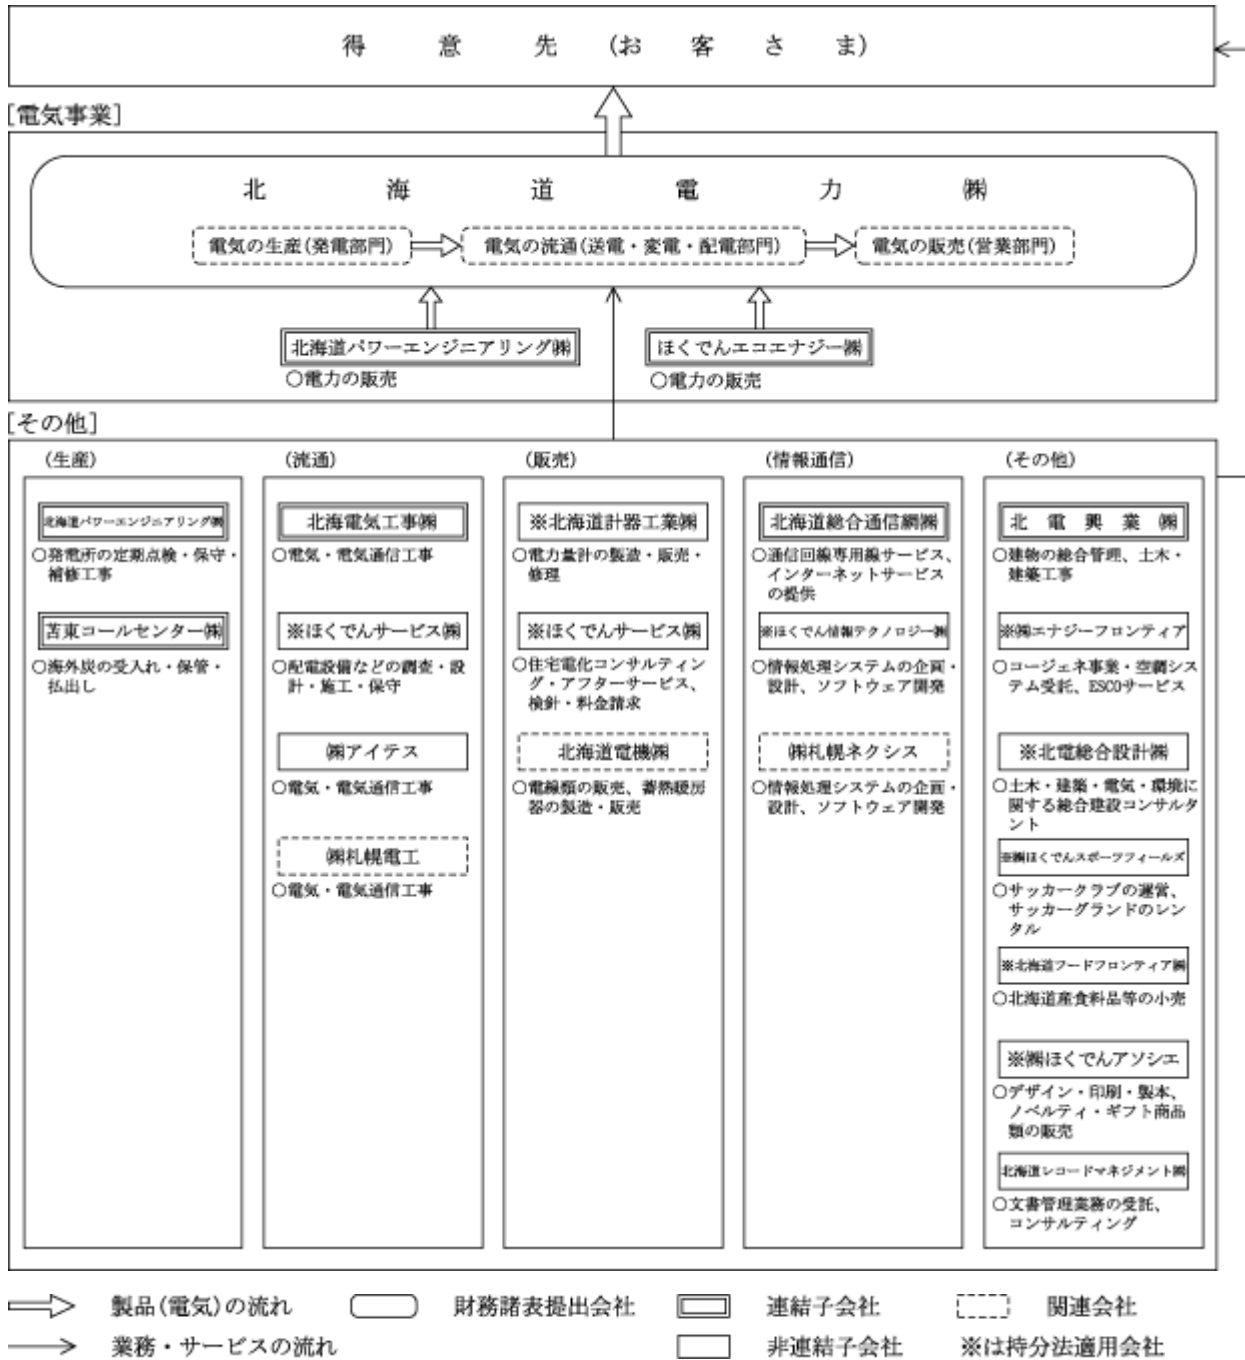 得意先(お客さま)
[電気事業]
北海道電力㈱
電気の生産(発電部門)
電気の流通(送電・変電・配電部門)
電気の販売(営業部門)
北海道パワーエンジニアリング㈱
○電力の販売
ほくでんエコエナジー㈱
○電力の販売
[その他]
(生産)
北海道パワーエンジニアリング㈱
○発電所の定期点検・保守・
補修工事
苫東コールセンター㈱
○海外炭の受入れ・保管・
払出し
(流通)
北海電気工事㈱
○電気・電気通信工事
※ほくでんサービス㈱
○配電設備などの調査・設
計・施工・保守
㈱アイテス
○電気・電気通信工事
㈱札幌電工
○電気・電気通信工事
(販売)
※北海道計器工業㈱
○電力量計の製造・販売・
修理
※ほくでんサービス㈱
○住宅電化コンサルティン
グ・アフターサービス、
検針・料金請求
北海道電機㈱
○電線類の販売、蓄熱暖房
器の製造・販売
(情報通信)
北海道総合通信網㈱
○通信回線専用線サービス、
インターネットサービス
の提供
※ほくでん情報テクノロジー㈱
○情報処理システムの企画・
設計、ソフトウェア開発
㈱札幌ネクシス
○情報処理システムの企画・
設計、ソフトウェア開発
(その他)
北電興業㈱
○建物の総合管理、土木・
建築工事
※㈱エナジーフロンティア
○コージェネ事業・空調シス
テム受託、ESCOサービス
※北電総合設計㈱
○土木・建築・電気・環境に
関する総合建設コンサルタ
ント
※㈱ほくでんスポーツフィールズ
○サッカークラブの運営、
サッカーグランドのレン
タル
※北海道フードフロンティア㈱
○北海道産食料品等の小売
※㈱ほくでんアソシエ
○デザイン・印刷・製本、
ノベルティ・ギフト商品
類の販売
北海道レコードマネジメント㈱
○文書管理業務の受託、
コンサルティング
製品(電気)の流れ
財務諸表提出会社
連結子会社
関連会社
業務・サービスの流れ
非連結子会社
※は持分法適用会社